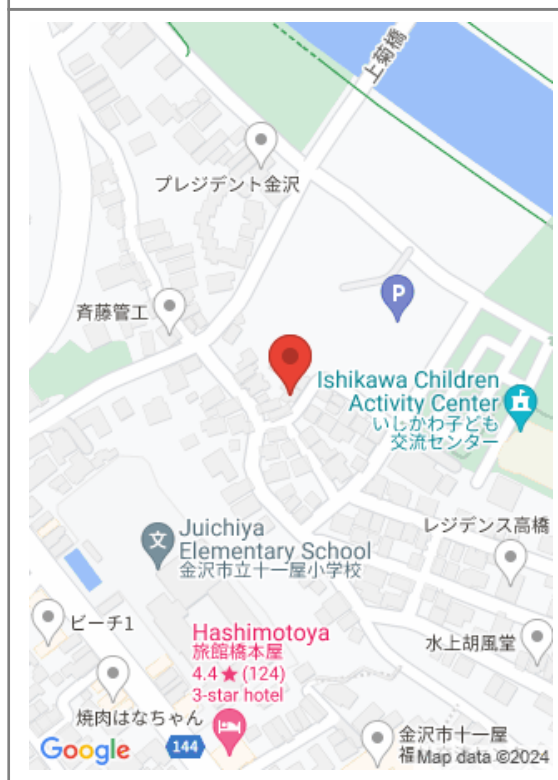 上菊橋
プレジデント金沢
P
斉藤管工
Ishikawa Children
Activity Center
いしかわ子ども
交流センター
レジデンス高橋
文
Juichiya
Elementary School
金沢市立十一屋小学校
ビーチ1
Hashimotoya
旅館橋本屋
4.4★(124)
3-star hotel
水上胡風堂
焼肉はなちゃん
144
金沢市十一屋
Google
Map data ©2024